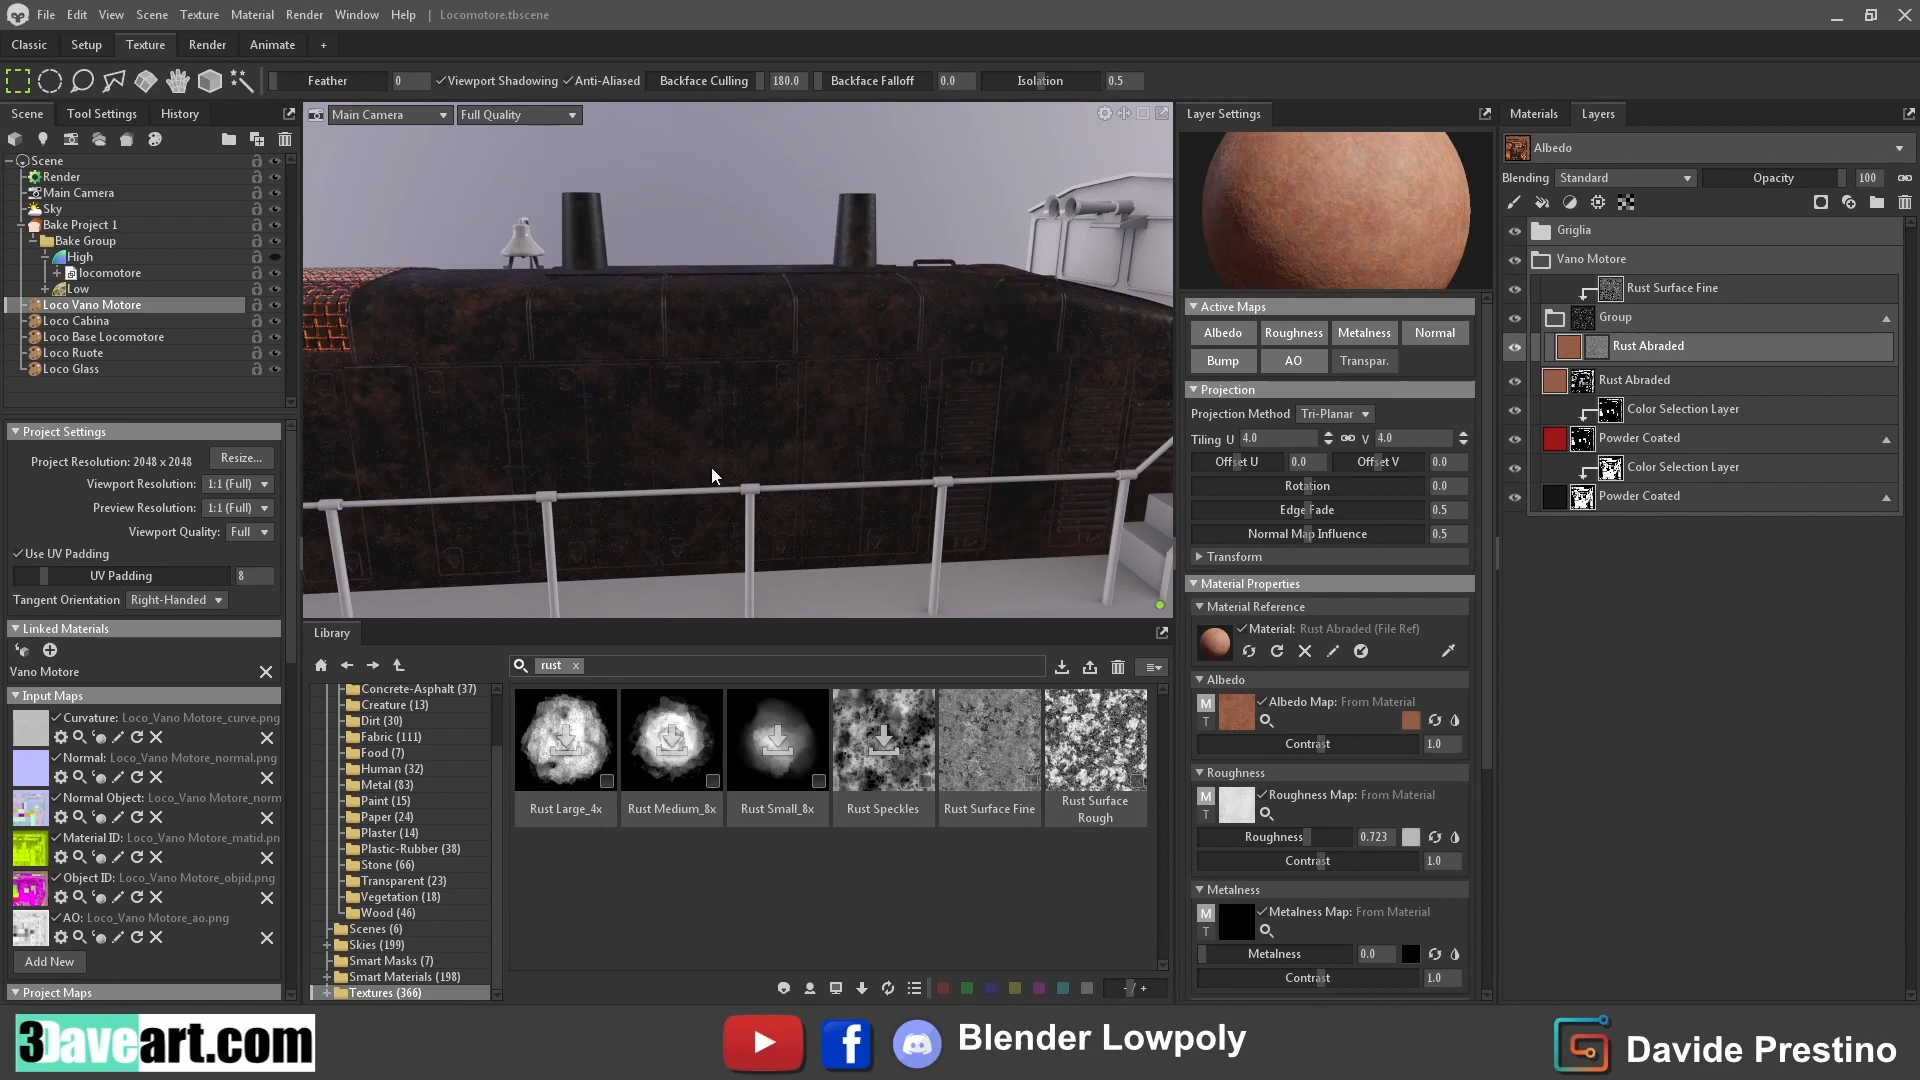 File Edit View Scene Texture Material Render Window Help | Locomotore.tbscene
Classic Setup Texture Render Animate +
Feather 0 Viewport Shadowing Anti-Aliased Backface Culling 180.0 Backface Falloff 0.0 Isolation 0.5
Scene Tool Settings History
Scene
Render
Main Camera
Sky
Bake Project 1
Bake Group
High
locomotore
Low
Loco Vano Motore
Loco Cabina
Loco Base Locomotore
Loco Ruote
Loco Glass
Project Settings
Project Resolution: 2048 x 2048 Resize...
Viewport Resolution: 1:1 (Full)
Preview Resolution: 1:1 (Full)
Viewport Quality: Full
Use UV Padding
UV Padding 8
Tangent Orientation Right-Handed
Linked Materials
Vano Motore
Input Maps
Curvature: Loco_Vano Motore_curve.png
Normal: Loco_Vano Motore_normal.png
Normal Object: Loco_Vano Motore_norm
Material ID: Loco_Vano Motore_matid.pn
Object ID: Loco_Vano Motore_objid.png
AO: Loco_Vano Motore_ao.png
Add New
Project Maps
Main Camera Full Quality
Library
rust x
Concrete-Asphalt (37)
Creature (13)
Dirt (30)
Fabric (111)
Food (7)
Human (32)
Metal (83)
Paint (15)
Paper (24)
Plaster (14)
Plastic-Rubber (38)
Stone (66)
Transparent (23)
Vegetation (18)
Wood (46)
Scenes (6)
Skies (199)
Smart Masks (7)
Smart Materials (198)
Textures (366)
Rust Large_4x
Rust Medium_8x
Rust Small_8x
Rust Speckles
Rust Surface Fine
Rust Surface Rough
- / +
Layer Settings
Active Maps
Albedo Roughness Metalness Normal
Bump AO Transpar.
Projection
Projection Method Tri-Planar
Tiling U 4.0 V 4.0
Offset U 0.0 Offset V 0.0
Rotation 0.0
Edge Fade 0.5
Normal Map Influence 0.5
Transform
Material Properties
Material Reference
Material: Rust Abraded (File Ref)
Albedo
M Albedo Map: From Material
T
Contrast 1.0
Roughness
M Roughness Map: From Material
T
Roughness 0.723
Contrast 1.0
Metalness
M Metalness Map: From Material
T
Metalness 0.0
Contrast 1.0
Materials Layers
Albedo
Blending Standard Opacity 100
Griglia
Vano Motore
Rust Surface Fine
Group
Rust Abraded
Rust Abraded
Color Selection Layer
Powder Coated
Color Selection Layer
Powder Coated
3Daveart.com
Blender Lowpoly
Davide Prestino